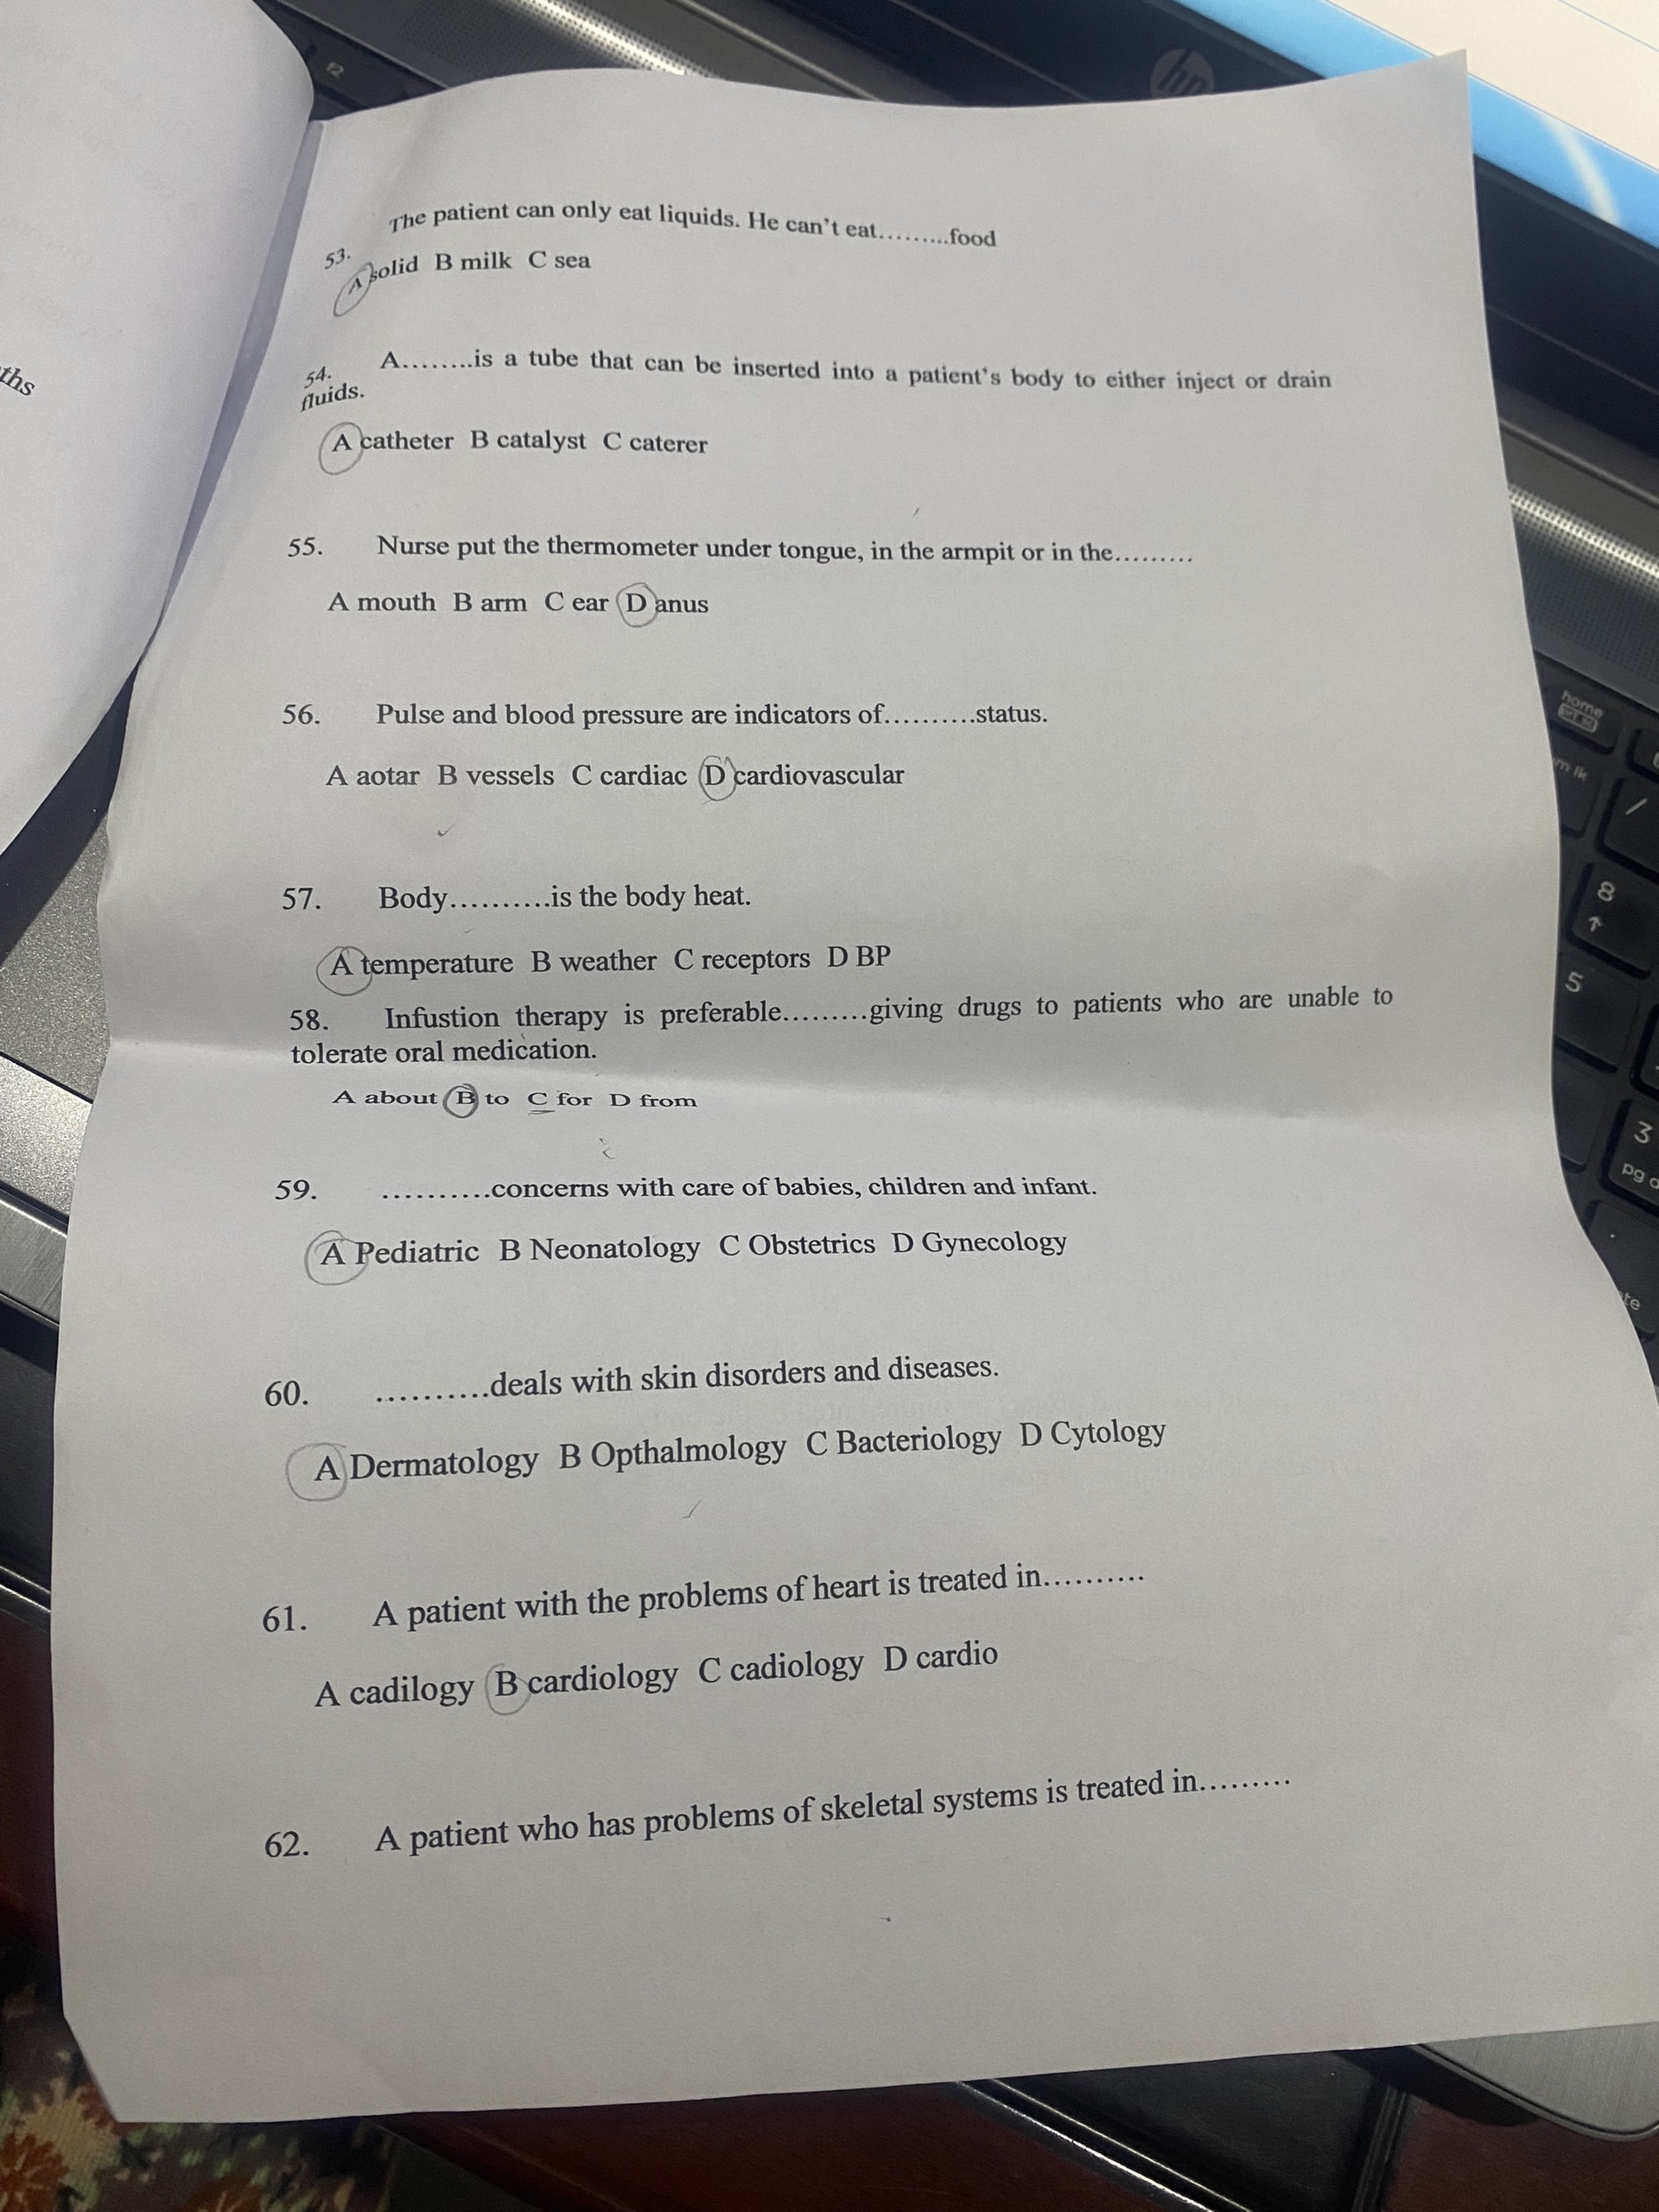 ths
f2
hp
53. The patient can only eat liquids. He can't eat.........food
A solid B milk C sea
54. A........is a tube that can be inserted into a patient's body to either inject or drain
fluids.
A catheter B catalyst C caterer
55. Nurse put the thermometer under tongue, in the armpit or in the.........
A mouth B arm C ear D anus
56. Pulse and blood pressure are indicators of..........status.
A aotar B vessels C cardiac D cardiovascular
57. Body..........is the body heat.
A temperature B weather C receptors D BP
58. Infustion therapy is preferable.........giving drugs to patients who are unable to
tolerate oral medication.
A about B to C for D from
59. ..........concerns with care of babies, children and infant.
A Pediatric B Neonatology C Obstetrics D Gynecology
60. ..........deals with skin disorders and diseases.
A Dermatology B Opthalmology C Bacteriology D Cytology
61. A patient with the problems of heart is treated in..........
A cadilogy B cardiology C cadiology D cardio
62. A patient who has problems of skeletal systems is treated in.........
home
/
8
5
3
pg